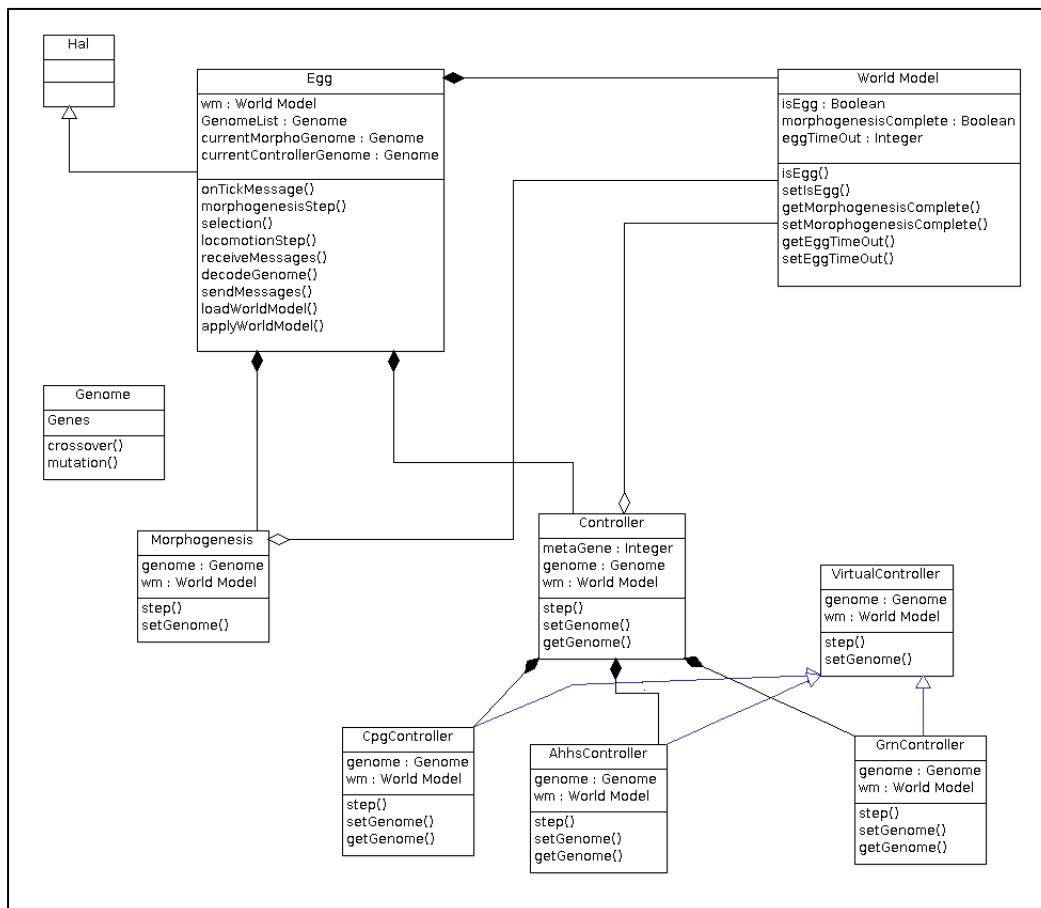 Hal
Egg
wm : World Model
GenomeList : Genome
currentMorphoGenome : Genome
currentControllerGenome : Genome
onTickMessage()
morphogenesisStep()
selection()
locomotionStep()
receiveMessages()
decodeGenome()
sendMessages()
loadWorldModel()
applyWorldModel()
World Model
isEgg : Boolean
morphogenesisComplete : Boolean
eggTimeOut : Integer
isEgg()
setIsEgg()
getMorphogenesisComplete()
setMorophogenesisComplete()
getEggTimeOut()
setEggTimeOut()
Genome
Genes
crossover()
mutation()
Morphogenesis
genome : Genome
wm : World Model
step()
setGenome()
Controller
metaGene : Integer
genome : Genome
wm : World Model
step()
setGenome()
getGenome()
VirtualController
genome : Genome
wm : World Model
step()
setGenome()
CpgController
genome : Genome
wm : World Model
step()
setGenome()
getGenome()
AhhsController
genome : Genome
wm : World Model
step()
setGenome()
getGenome()
GrnController
genome : Genome
wm : World Model
step()
setGenome()
getGenome()